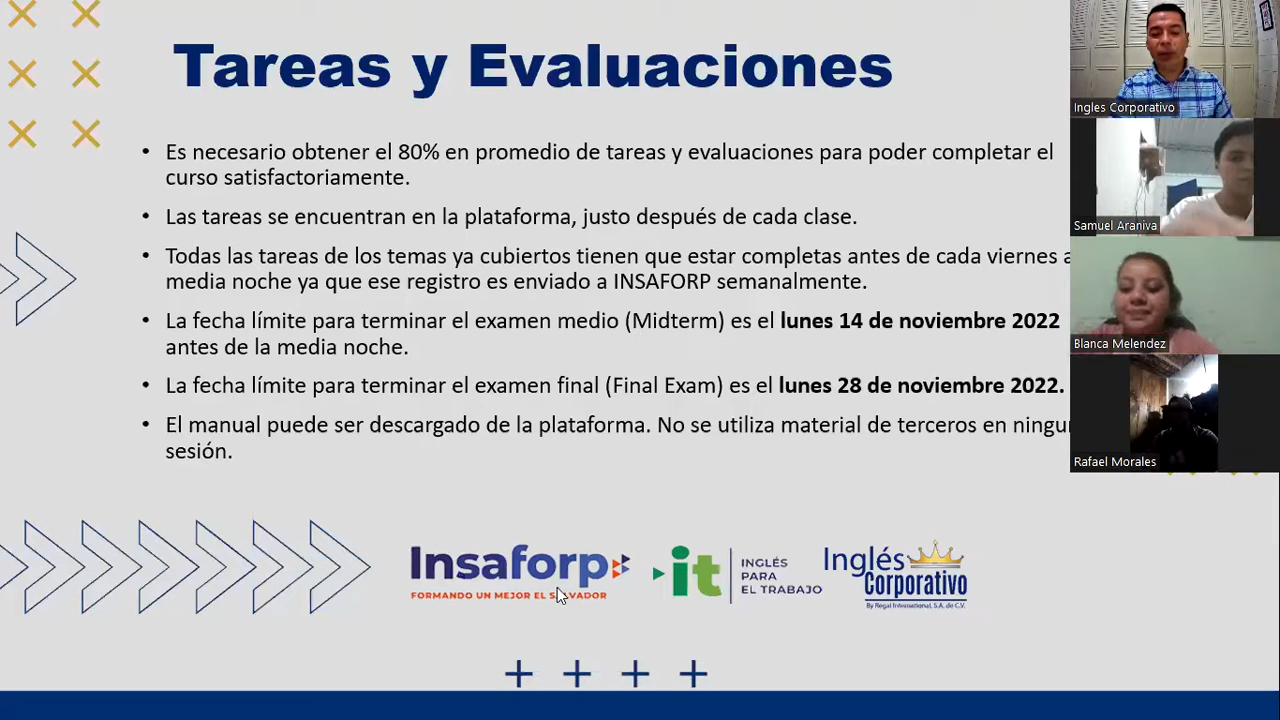 Tareas y Evaluaciones
• Es necesario obtener el 80% en promedio de tareas y evaluaciones para poder completar el
curso satisfactoriamente.
• Las tareas se encuentran en la plataforma, justo después de cada clase.
• Todas las tareas de los temas ya cubiertos tienen que estar completas antes de cada viernes a
media noche ya que ese registro es enviado a INSAFORP semanalmente.
• La fecha límite para terminar el examen medio (Midterm) es el lunes 14 de noviembre 2022
antes de la media noche.
• La fecha límite para terminar el examen final (Final Exam) es el lunes 28 de noviembre 2022.
• El manual puede ser descargado de la plataforma. No se utiliza material de terceros en ningu
sesión.
Insaforp
FORMANDO UN MEJOR EL SALVADOR
it
INGLÉS
PARA
EL TRABAJO
Inglés
Corporativo
By Regal International, S.A. de C.V.
Ingles Corporativo
Samuel Araniva
Blanca Melendez
Rafael Morales